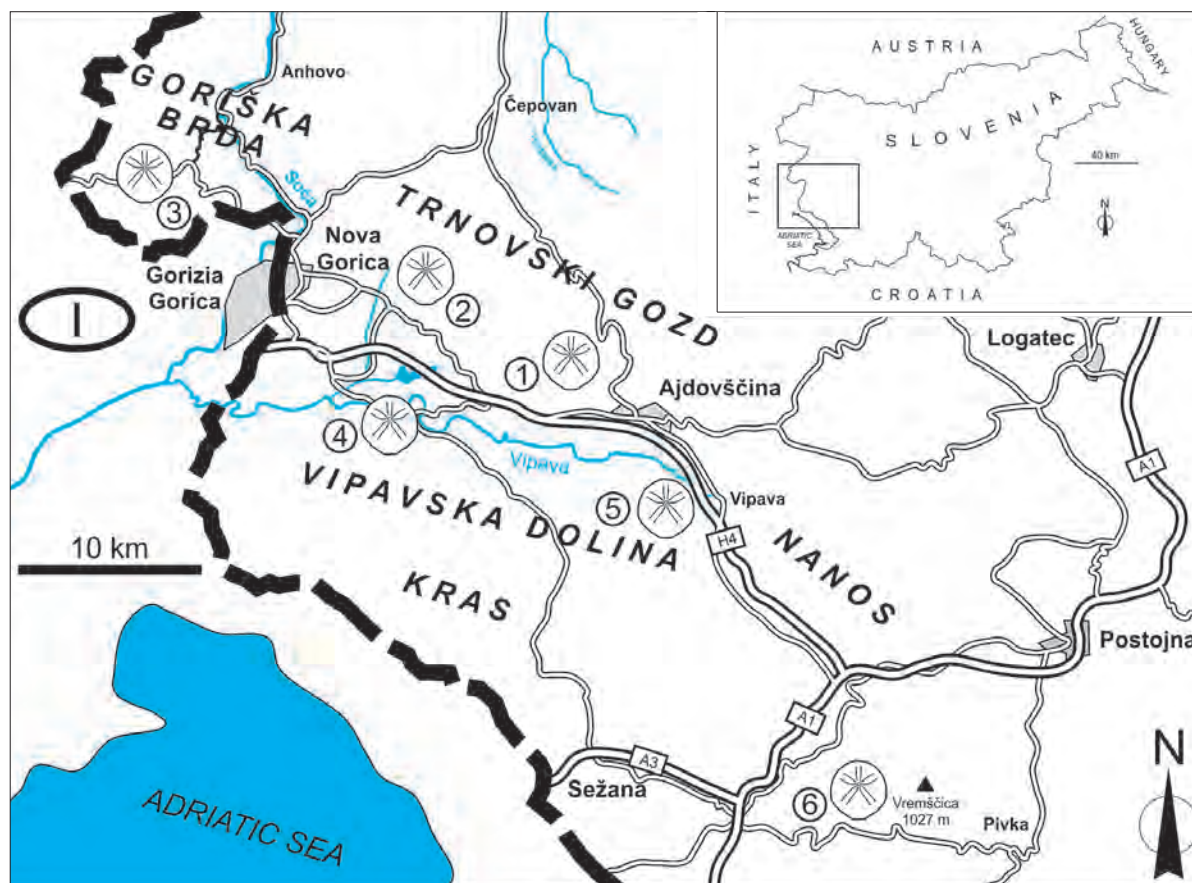 GORIŠKA
BRDA
Anhovo
Čepovan
Soča
3
TRNOVSKI GOZD
Nova
Gorica
Gorizia
Gorica
2
I
1
Ajdovščina
Logatec
4
Vipava
VIPAVSKA DOLINA
5
Vipava
A1
H4
NANOS
10 km
KRAS
Postojna
A1
A3
Sežana
6
Vremščica
1027 m
Pivka
N
ADRIATIC SEA
AUSTRIA
HUNGARY
SLOVENIA
ITALY
40 km
N
ADRIATIC
SEA
CROATIA